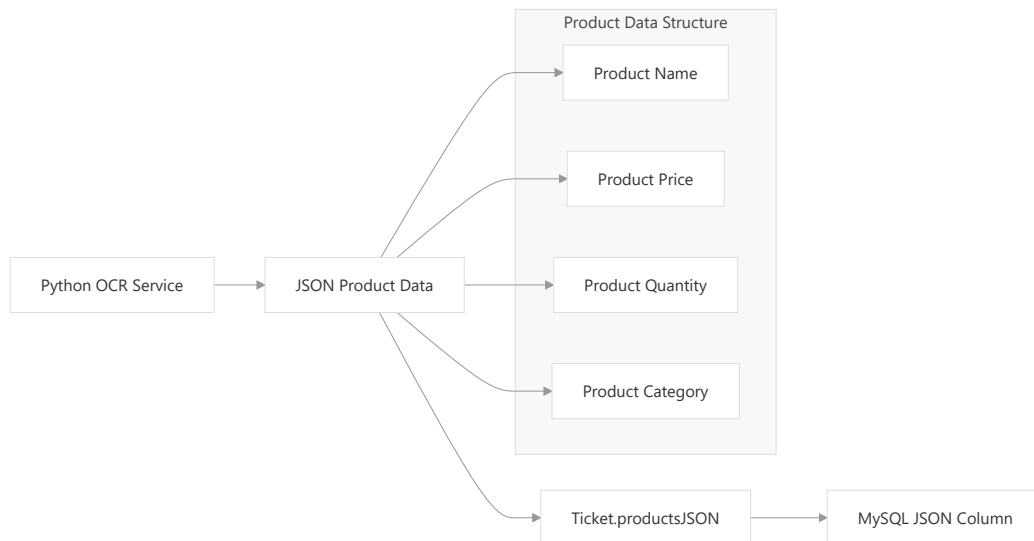 Product Data Structure
Product Name
Product Price
Python OCR Service
JSON Product Data
Product Quantity
Product Category
Ticket.productsJSON
MySQL JSON Column